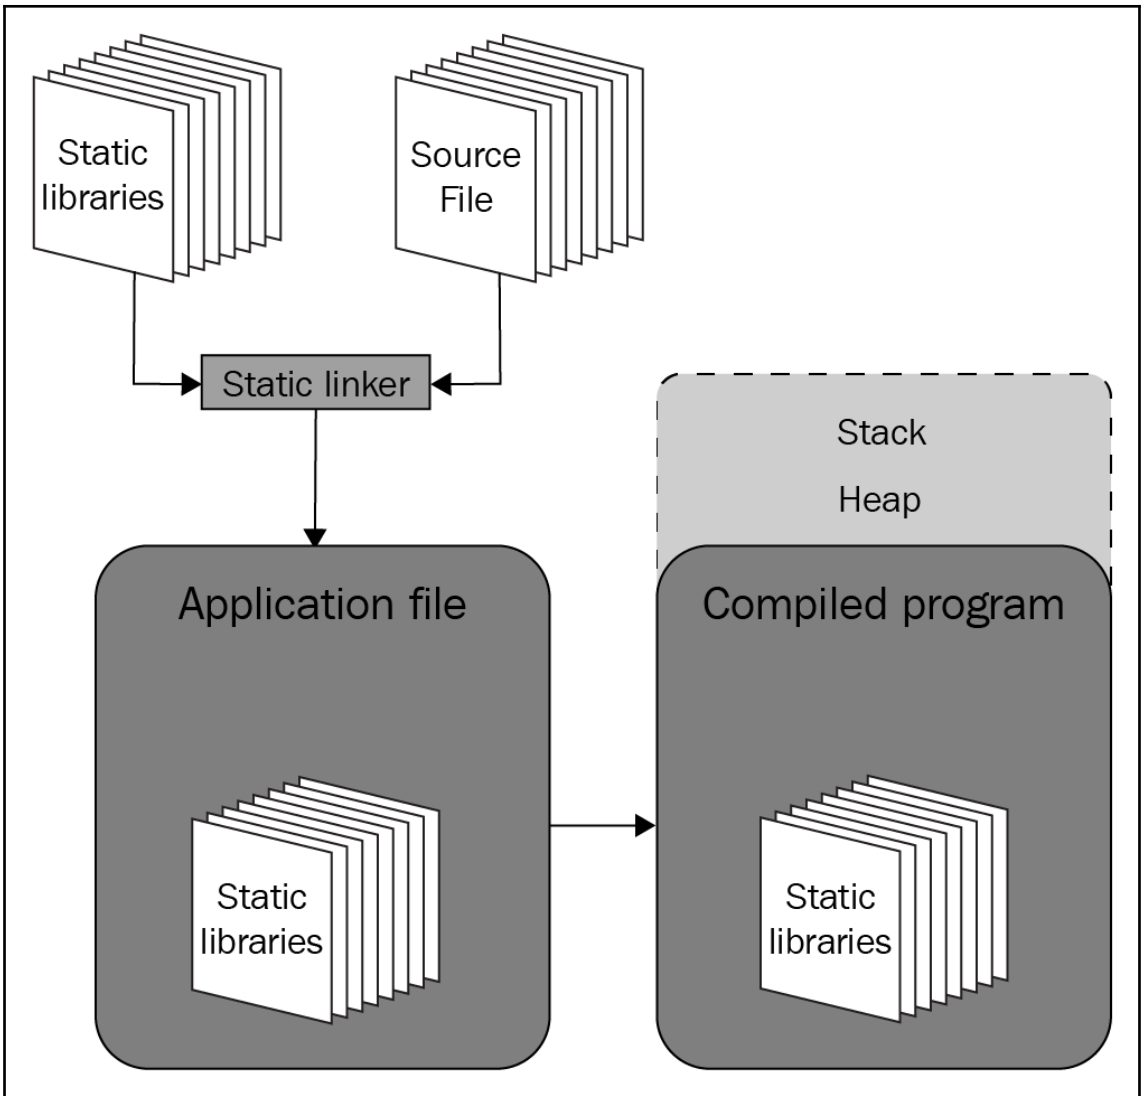 Static
libraries
Source
File
Static linker
Stack
Heap
Application file
Compiled program
Static
libraries
Static
libraries